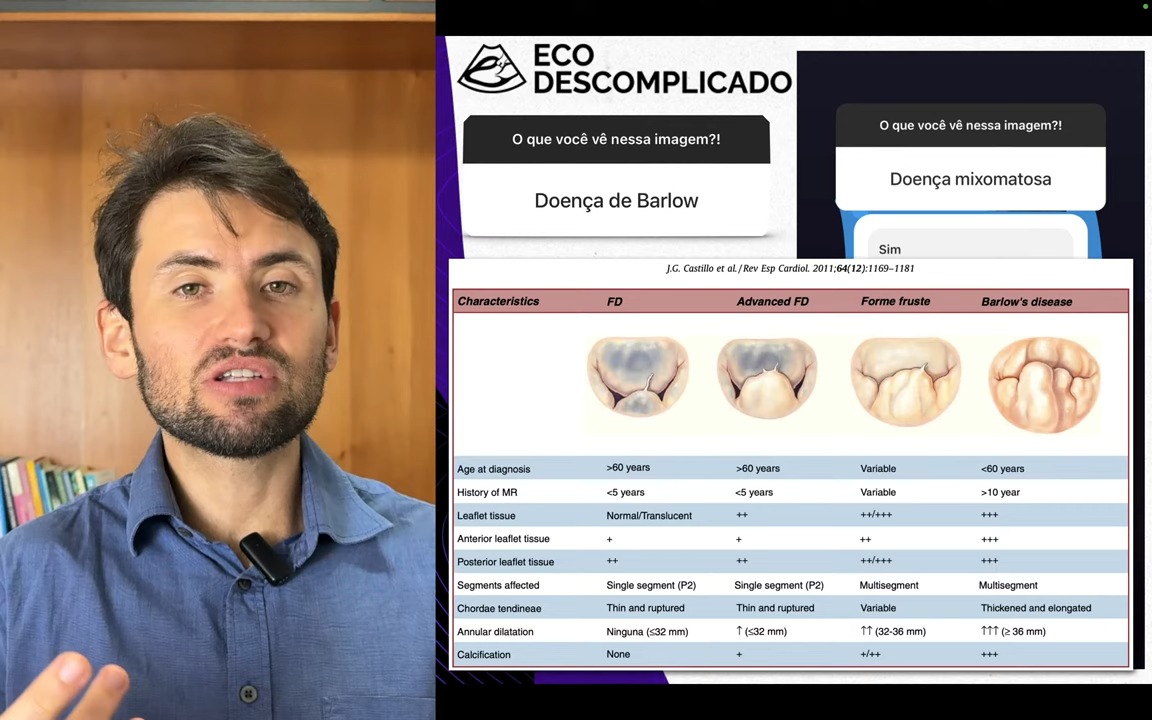 ECO
DESCOMPLICADO
O que você vê nessa imagem?!
Doença de Barlow
O que você vê nessa imagem?!
Doença mixomatosa
Sim
J.G. Castillo et al. / Rev Esp Cardiol. 2011;64(12):1169–1181
Characteristics FD Advanced FD Forme fruste Barlow's disease
Age at diagnosis >60 years >60 years Variable <60 years
History of MR <5 years <5 years Variable >10 year
Leaflet tissue Normal/Translucent ++ ++/+++ +++
Anterior leaflet tissue + + ++ +++
Posterior leaflet tissue ++ ++ ++/+++ +++
Segments affected Single segment (P2) Single segment (P2) Multisegment Multisegment
Chordae tendineae Thin and ruptured Thin and ruptured Variable Thickened and elongated
Annular dilatation Ninguna (≤32 mm) ↑ (≤32 mm) ↑↑ (32-36 mm) ↑↑↑ (≥ 36 mm)
Calcification None + +/++ +++